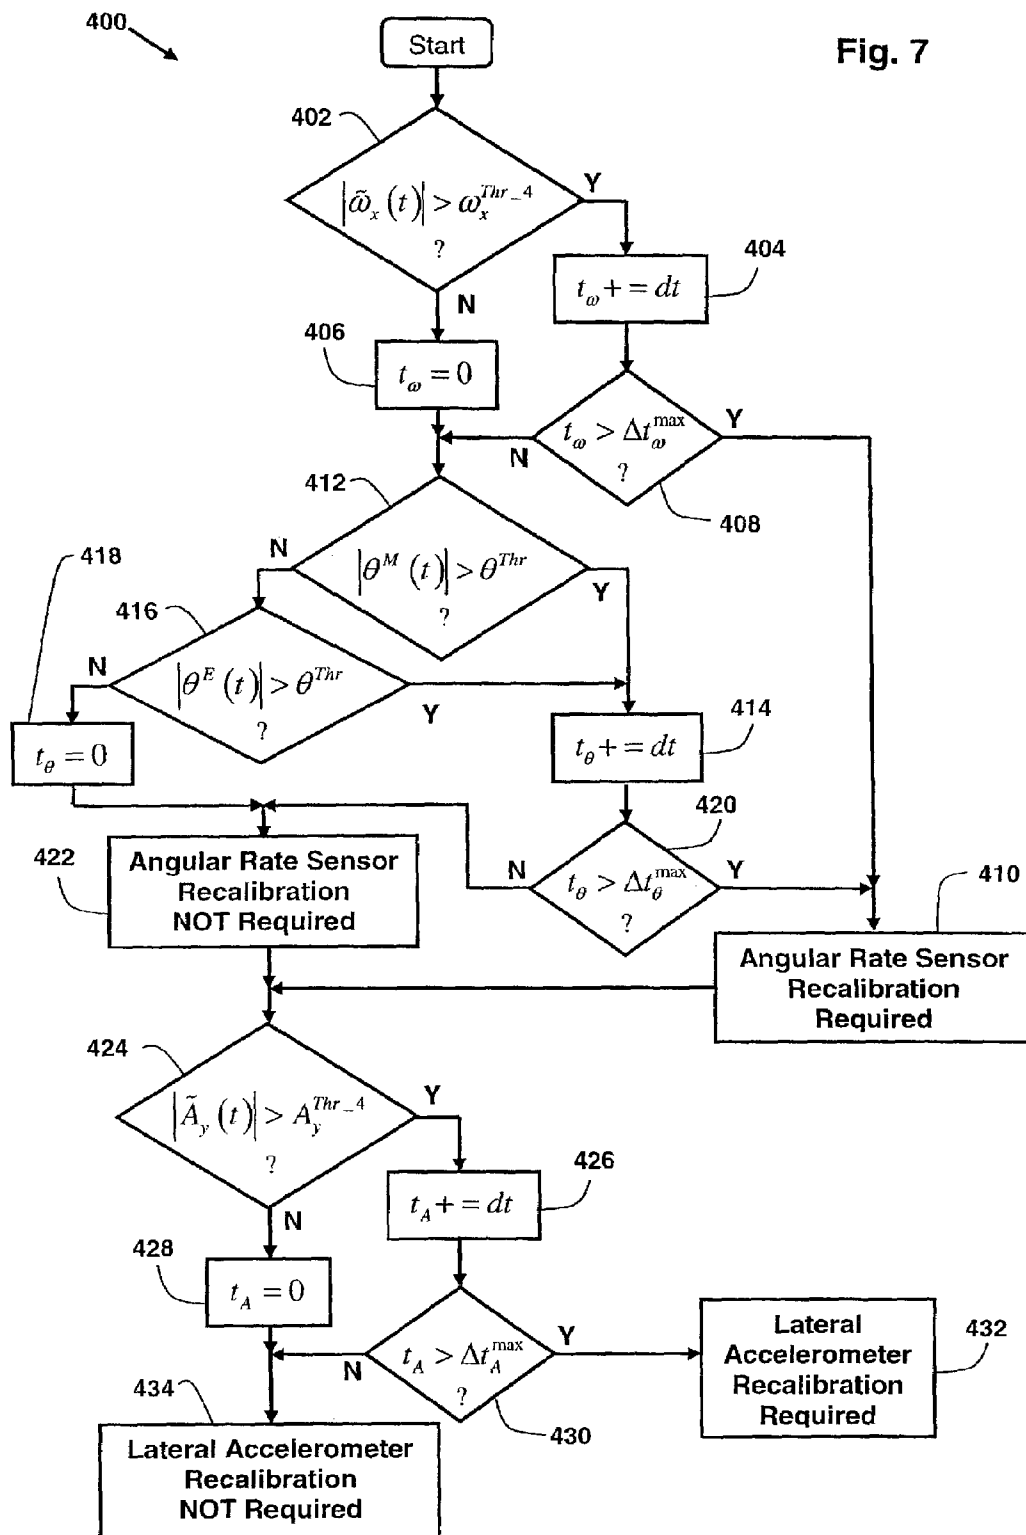 400
Start
Fig. 7
402
|ω̃ₓ(t)| > ωₓ^Thr_4
?
Y
N
404
t_ω += dt
406
t_ω = 0
t_ω > Δt_ω^max
?
Y
N
408
412
|θ^M(t)| > θ^Thr
?
N
Y
418
416
|θ^E(t)| > θ^Thr
?
N
Y
t_θ = 0
414
t_θ += dt
420
t_θ > Δt_θ^max
?
N
Y
422
Angular Rate Sensor
Recalibration
NOT Required
410
Angular Rate Sensor
Recalibration
Required
424
|Ã_y(t)| > A_y^Thr_4
?
Y
N
426
t_A += dt
428
t_A = 0
t_A > Δt_A^max
?
N
Y
430
Lateral
Accelerometer
Recalibration
Required
432
434
Lateral Accelerometer
Recalibration
NOT Required